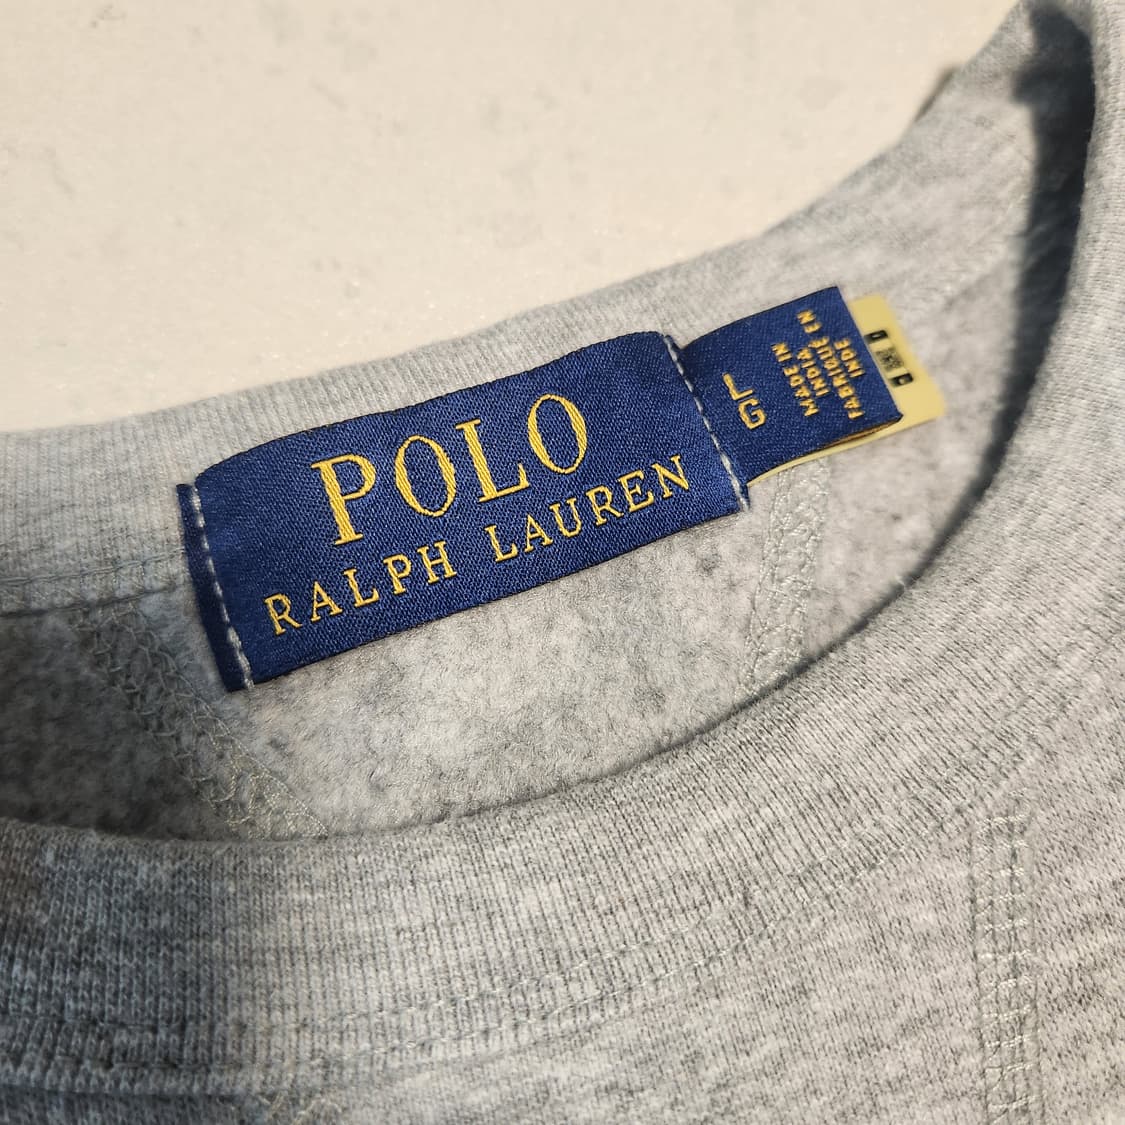 POLO
RALPH LAUREN
L
G
MADE IN
INDIA
FABRIQUÉ EN
INDE